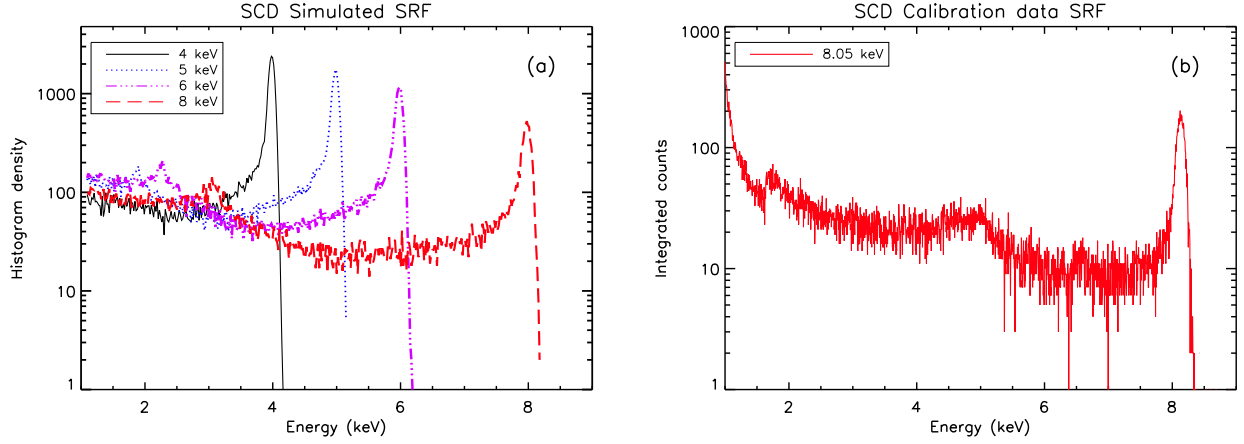 SCD Simulated SRF
4 keV
5 keV
6 keV
8 keV
(a)
1000
100
10
1
Histogram density
2 4 6 8
Energy (keV)
SCD Calibration data SRF
8.05 keV
(b)
1000
100
10
1
Integrated counts
2 4 6 8
Energy (keV)